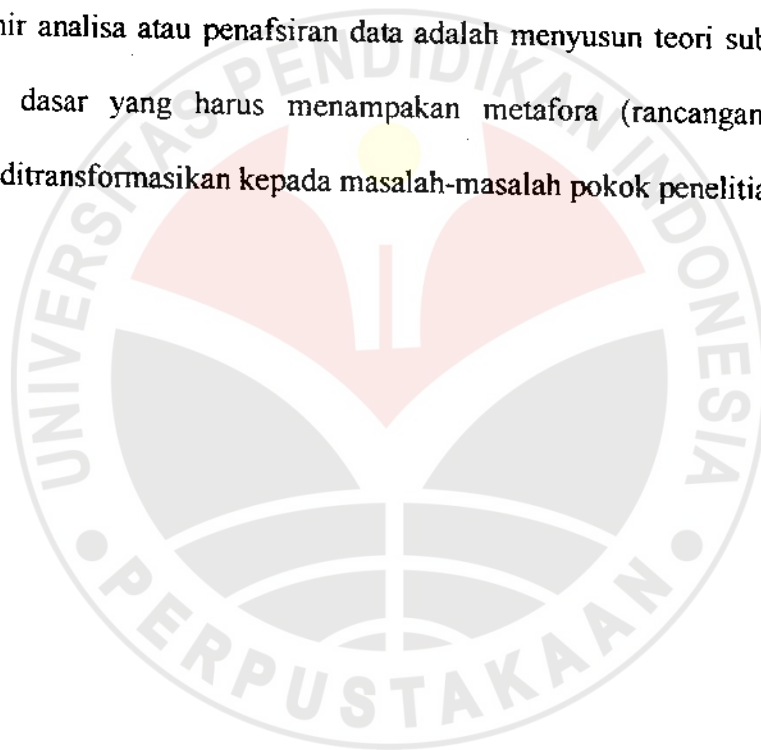 hir analisa atau penafsiran data adalah menyusun teori sub
dasar yang harus menampakan metafora (rancangan
ditransformasikan kepada masalah-masalah pokok penelitia
UNIVERSITAS PENDIDIKAN INDONESIA
PERPUSTAKAAN